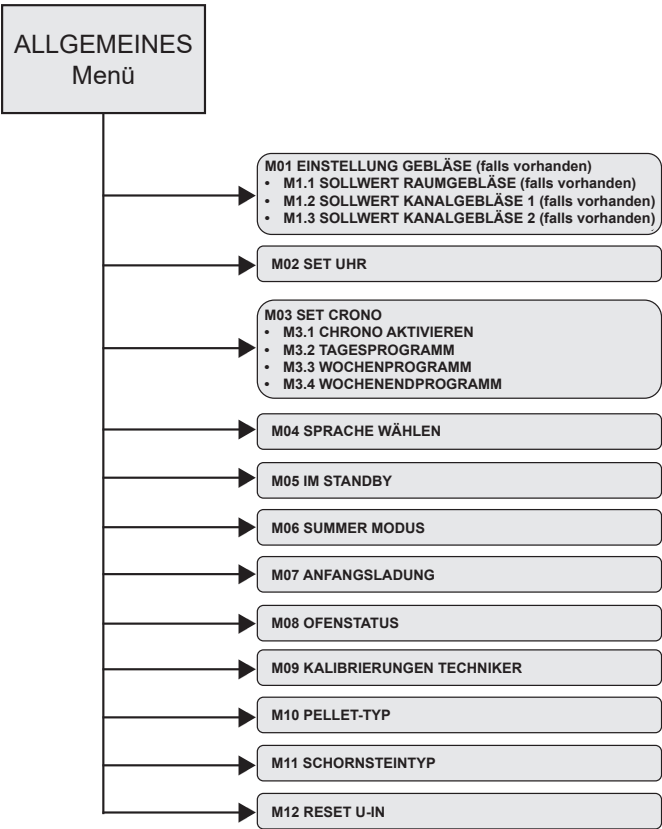 ALLGEMEINES
Menü
M01 EINSTELLUNG GEBLÄSE (falls vorhanden)
• M1.1 SOLLWERT RAUMGEBLÄSE (falls vorhanden)
• M1.2 SOLLWERT KANALGEBLÄSE 1 (falls vorhanden)
• M1.3 SOLLWERT KANALGEBLÄSE 2 (falls vorhanden)
M02 SET UHR
M03 SET CRONO
• M3.1 CHRONO AKTIVIEREN
• M3.2 TAGESPROGRAMM
• M3.3 WOCHENPROGRAMM
• M3.4 WOCHENENDPROGRAMM
M04 SPRACHE WÄHLEN
M05 IM STANDBY
M06 SUMMER MODUS
M07 ANFANGSLADUNG
M08 OFENSTATUS
M09 KALIBRIERUNGEN TECHNIKER
M10 PELLET-TYP
M11 SCHORNSTEINTYP
M12 RESET U-IN